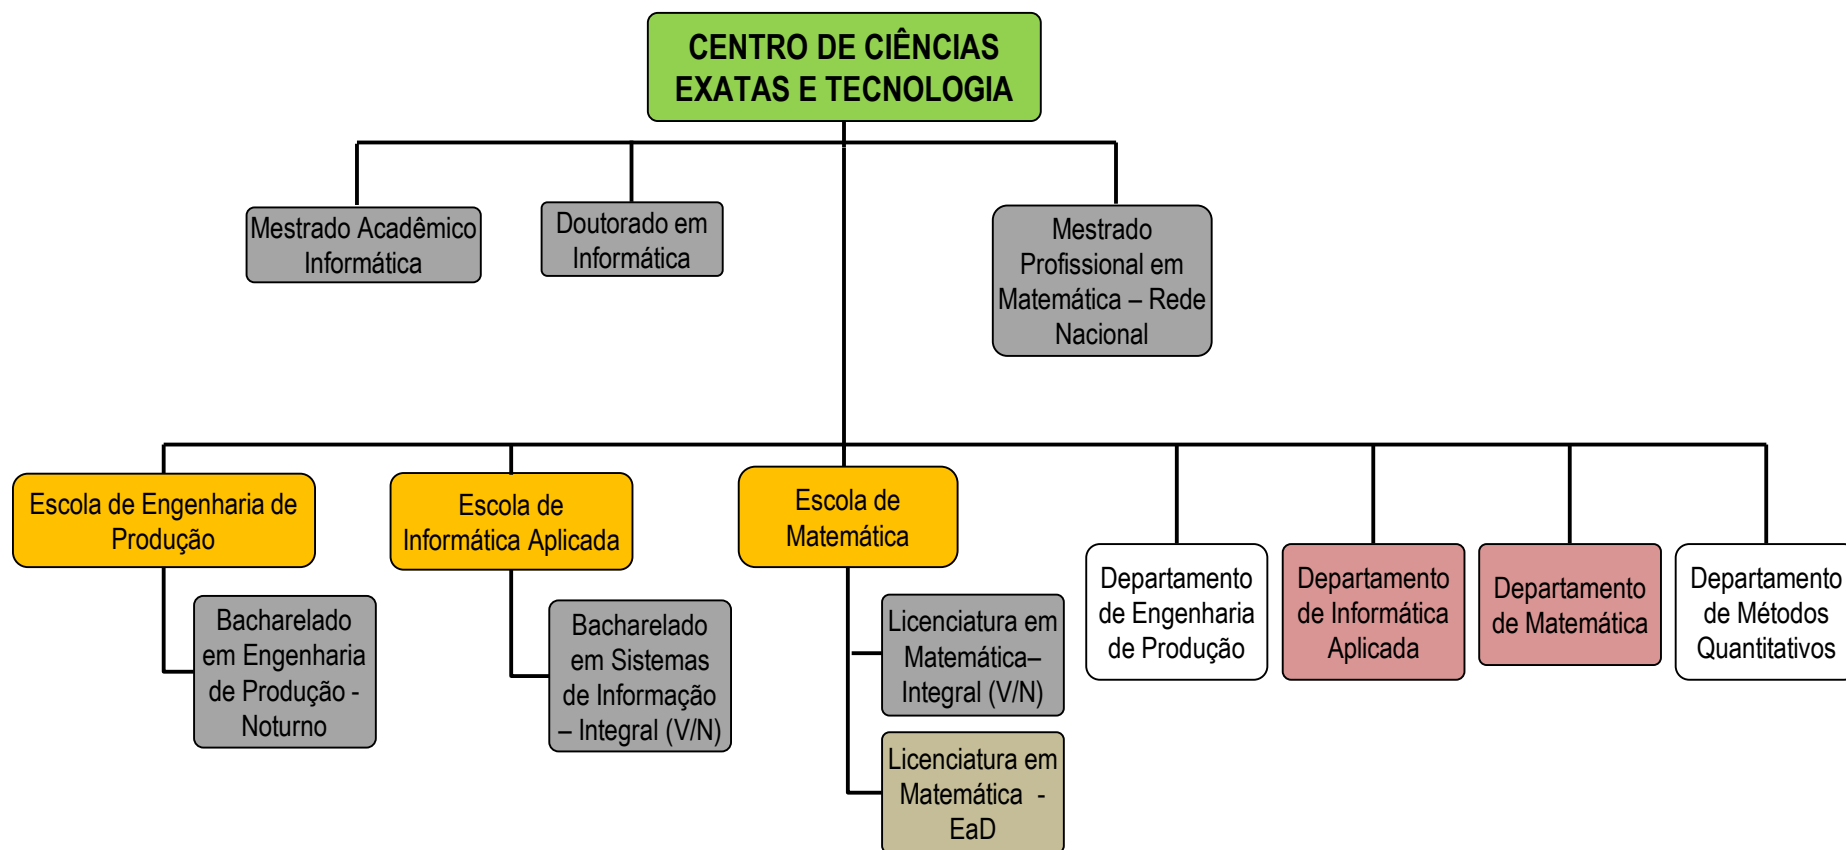 CENTRO DE CIÊNCIAS
EXATAS E TECNOLOGIA
Mestrado Acadêmico
Informática
Doutorado em
Informática
Mestrado
Profissional em
Matemática – Rede
Nacional
Escola de Engenharia de
Produção
Escola de
Informática Aplicada
Escola de
Matemática
Departamento
de Engenharia
de Produção
Departamento
de Informática
Aplicada
Departamento
de Matemática
Departamento
de Métodos
Quantitativos
Bacharelado
em Engenharia
de Produção -
Noturno
Bacharelado
em Sistemas
de Informação
– Integral (V/N)
Licenciatura em
Matemática–
Integral (V/N)
Licenciatura em
Matemática -
EaD